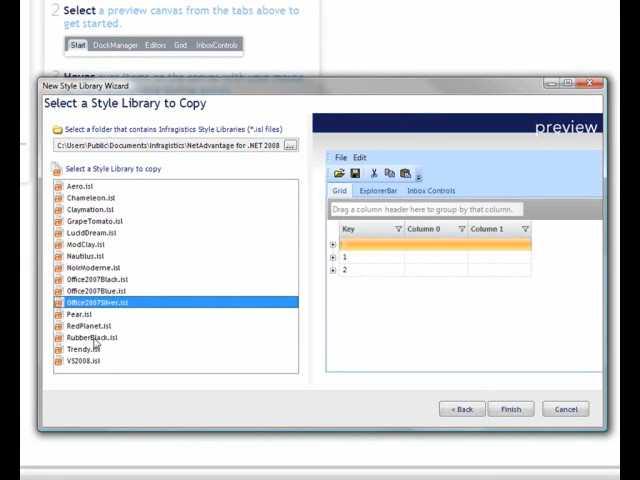 2 Select a preview canvas from the tabs above to
get started.
Start DockManager Editors Grid InboxControls
New Style Library Wizard
Select a Style Library to Copy
Select a folder that contains Infragistics Style Libraries (*.isl files)
C:\Users\Public\Documents\Infragistics\NetAdvantage for .NET 2008 ...
Select a Style Library to copy
Aero.isl
Chameleon.isl
Claymation.isl
GrapeTomato.isl
LucidDream.isl
ModClay.isl
Nautilus.isl
NoirModerne.isl
Office2007Black.isl
Office2007Blue.isl
Office2007Silver.isl
Pear.isl
RedPlanet.isl
RubberBlack.isl
Trendy.isl
VS2008.isl
preview
File Edit
Grid ExplorerBar Inbox Controls
Drag a column header here to group by that column.
Key Column 0 Column 1
0
1
2
< Back Finish Cancel